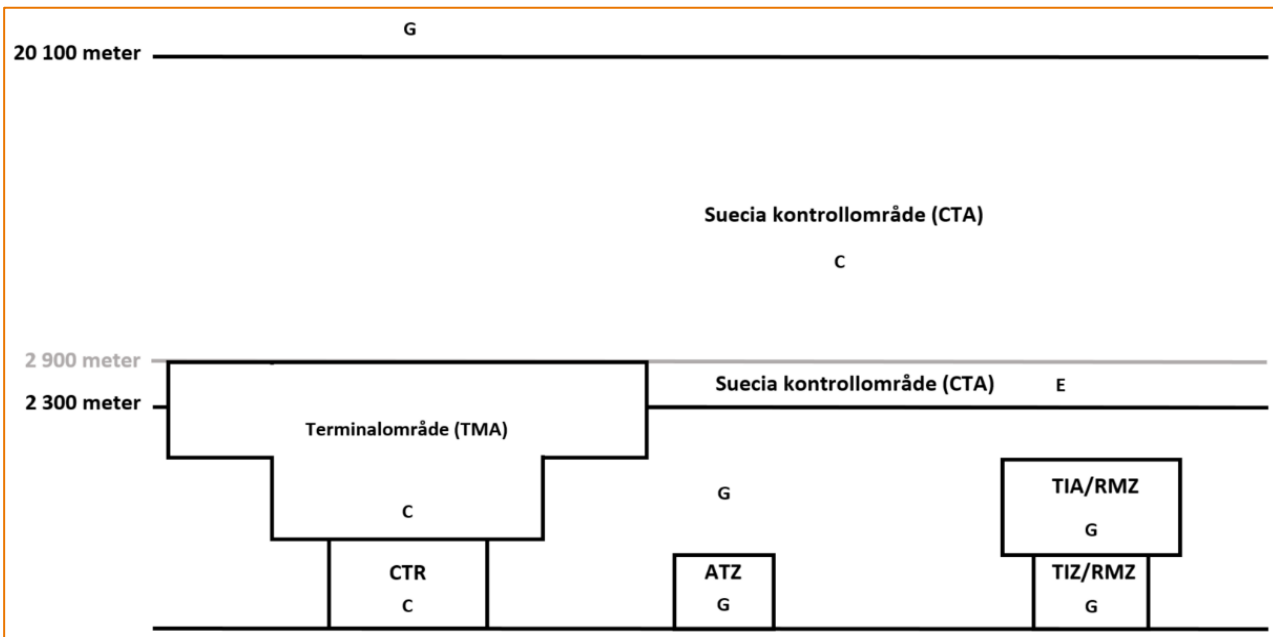 G
20 100 meter
Suecia kontrollområde (CTA)
C
2 900 meter
Suecia kontrollområde (CTA) E
2 300 meter
Terminalområde (TMA)
C
G
TIA/RMZ
G
CTR
C
ATZ
G
TIZ/RMZ
G